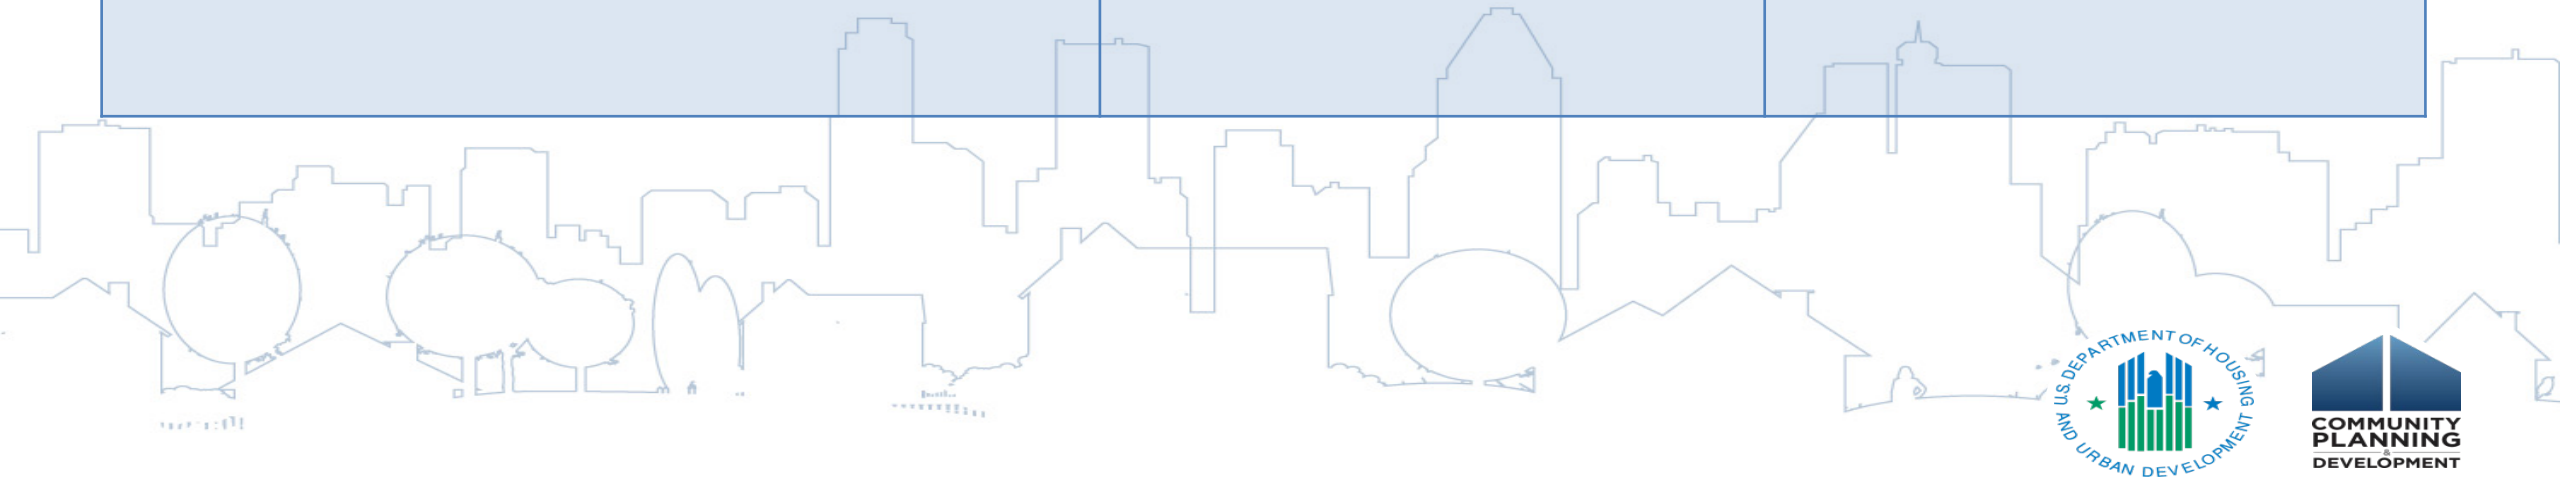 U.S. DEPARTMENT OF HOUSING
AND URBAN DEVELOPMENT
COMMUNITY
PLANNING
&
DEVELOPMENT